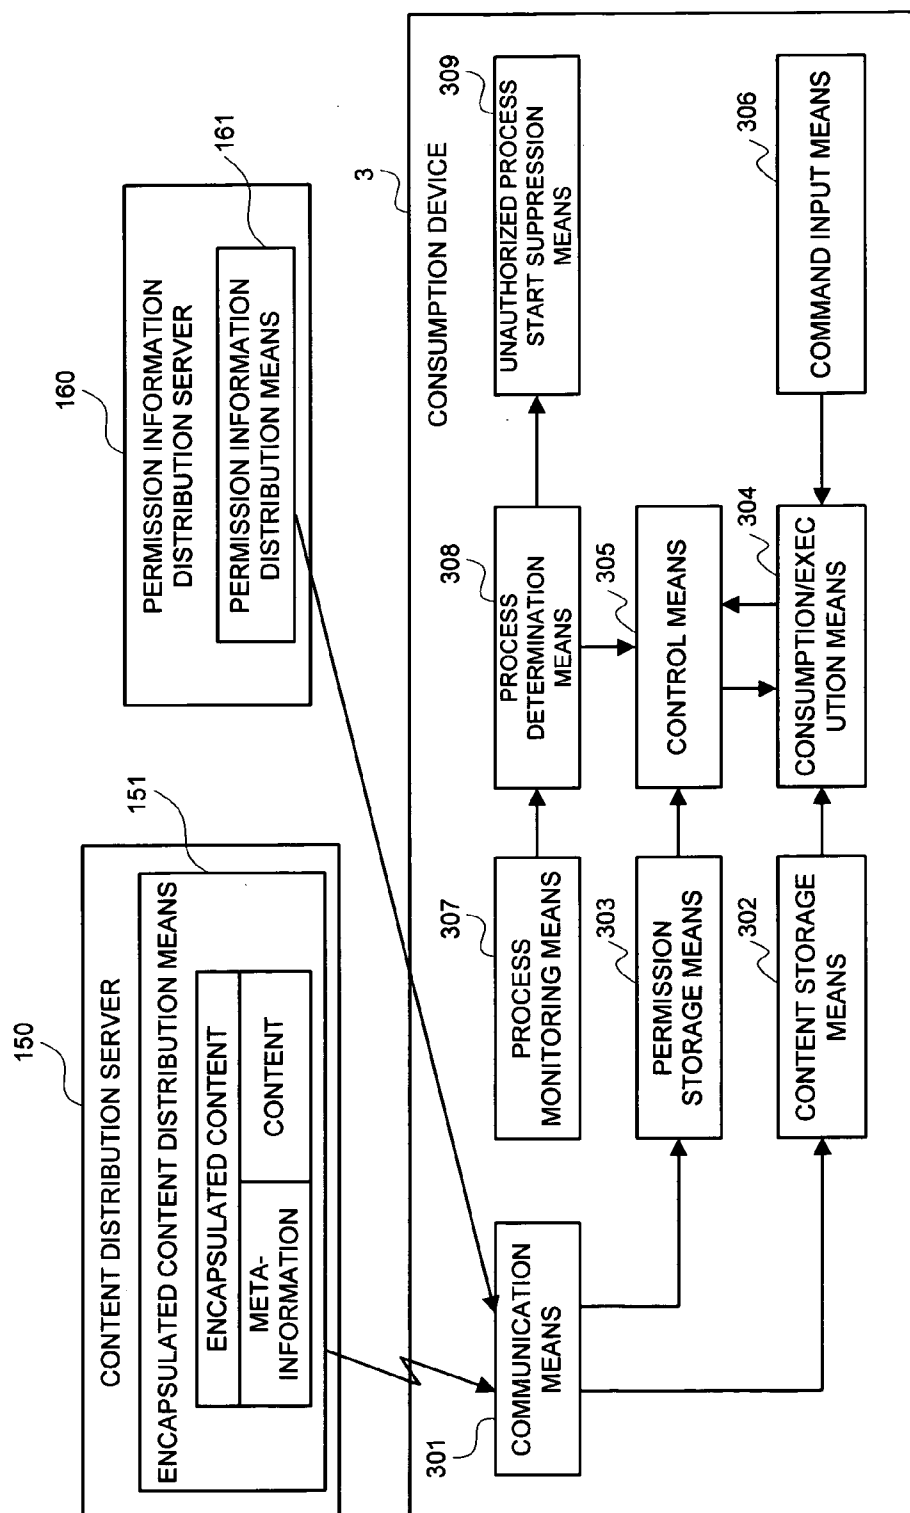 150
CONTENT DISTRIBUTION SERVER
151
ENCAPSULATED CONTENT DISTRIBUTION MEANS
ENCAPSULATED CONTENT
META-
INFORMATION
CONTENT
160
PERMISSION INFORMATION
DISTRIBUTION SERVER
161
PERMISSION INFORMATION
DISTRIBUTION MEANS
3
CONSUMPTION DEVICE
301
COMMUNICATION
MEANS
307
PROCESS
MONITORING MEANS
308
PROCESS
DETERMINATION
MEANS
309
UNAUTHORIZED PROCESS
START SUPPRESSION
MEANS
303
PERMISSION
STORAGE MEANS
305
CONTROL MEANS
302
CONTENT STORAGE
MEANS
304
CONSUMPTION/EXEC
UTION MEANS
306
COMMAND INPUT MEANS